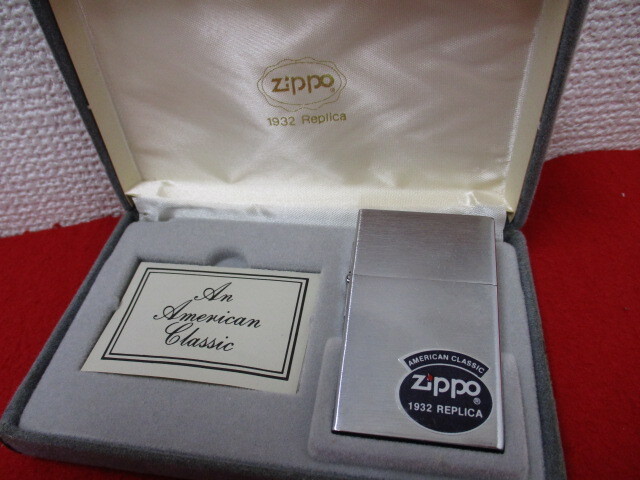 Zippo®
1932 Replica
An
American
Classic
AMERICAN CLASSIC
Zippo®
1932 REPLICA